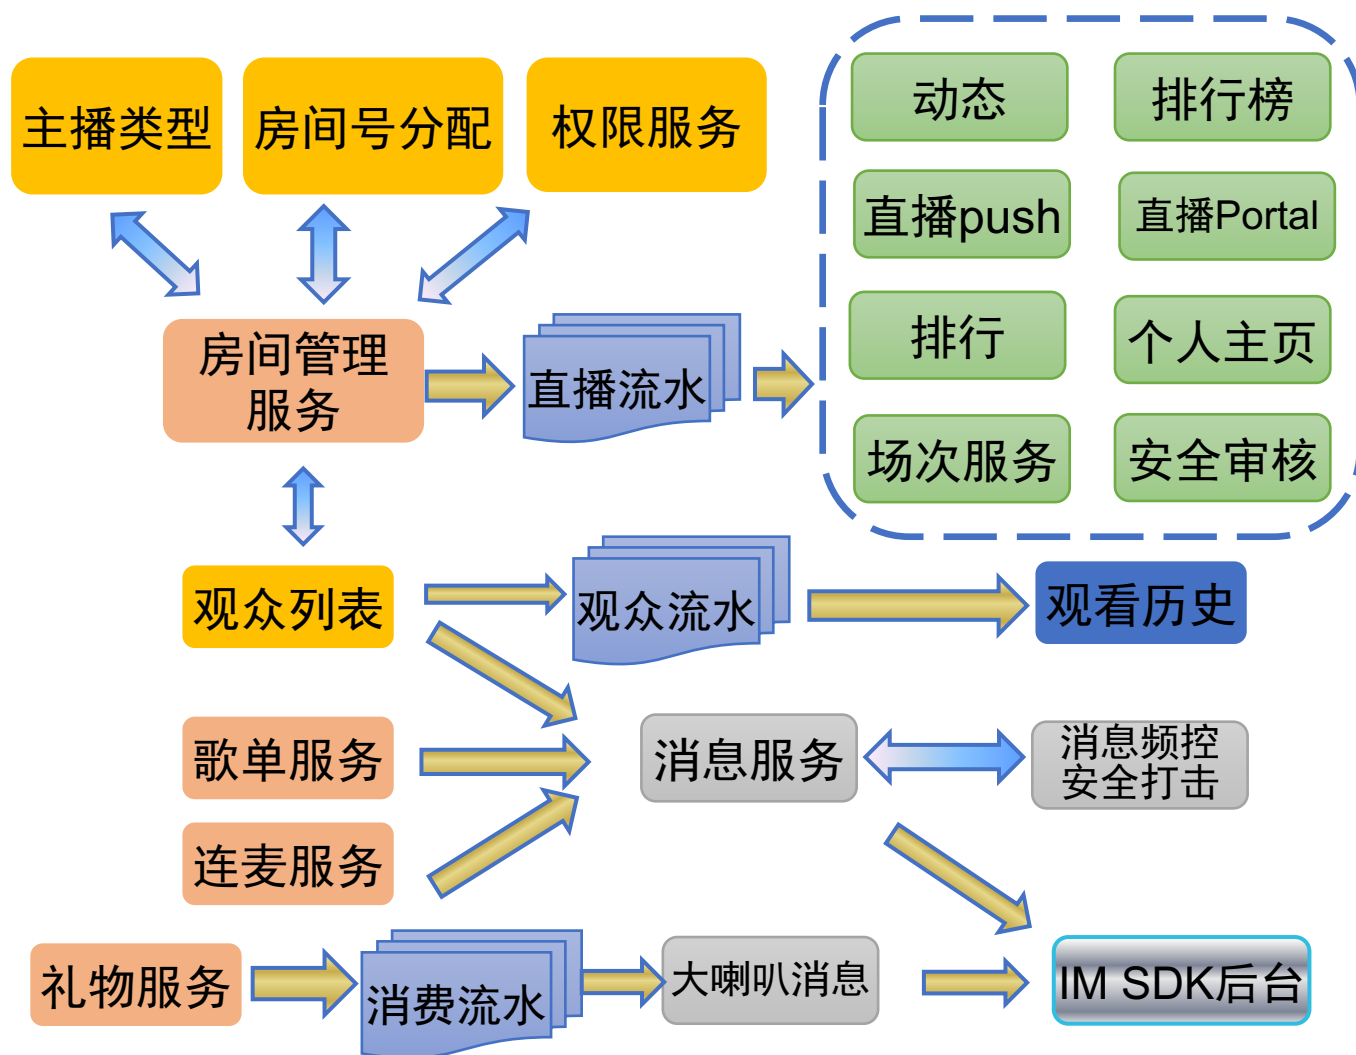 主播类型
房间号分配
权限服务
动态
排行榜
直播push
直播Portal
排行
个人主页
场次服务
安全审核
房间管理
服务
直播流水
观众列表
观众流水
观看历史
歌单服务
消息服务
消息频控
安全打击
连麦服务
礼物服务
消费流水
大喇叭消息
IM SDK后台